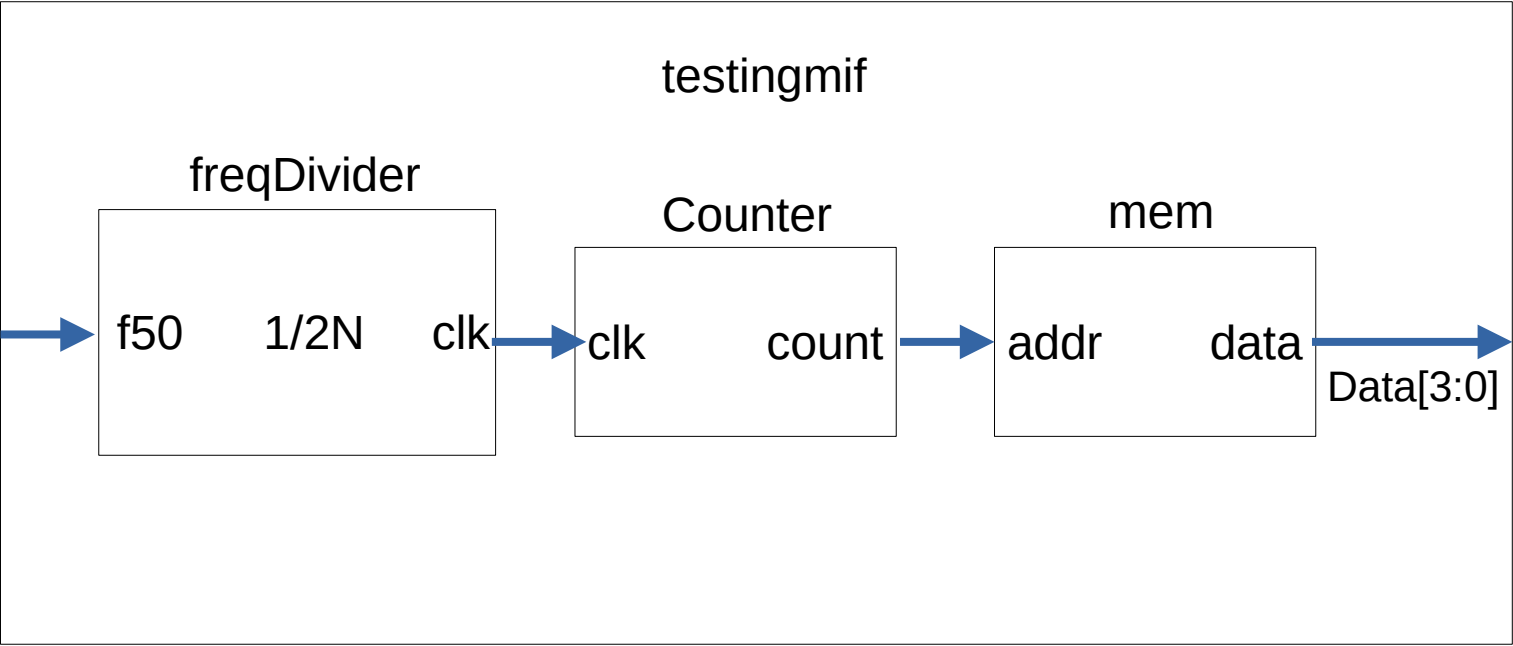 testingmif
freqDivider
Counter
mem
f50 1/2N clk
clk count
addr data
Data[3:0]